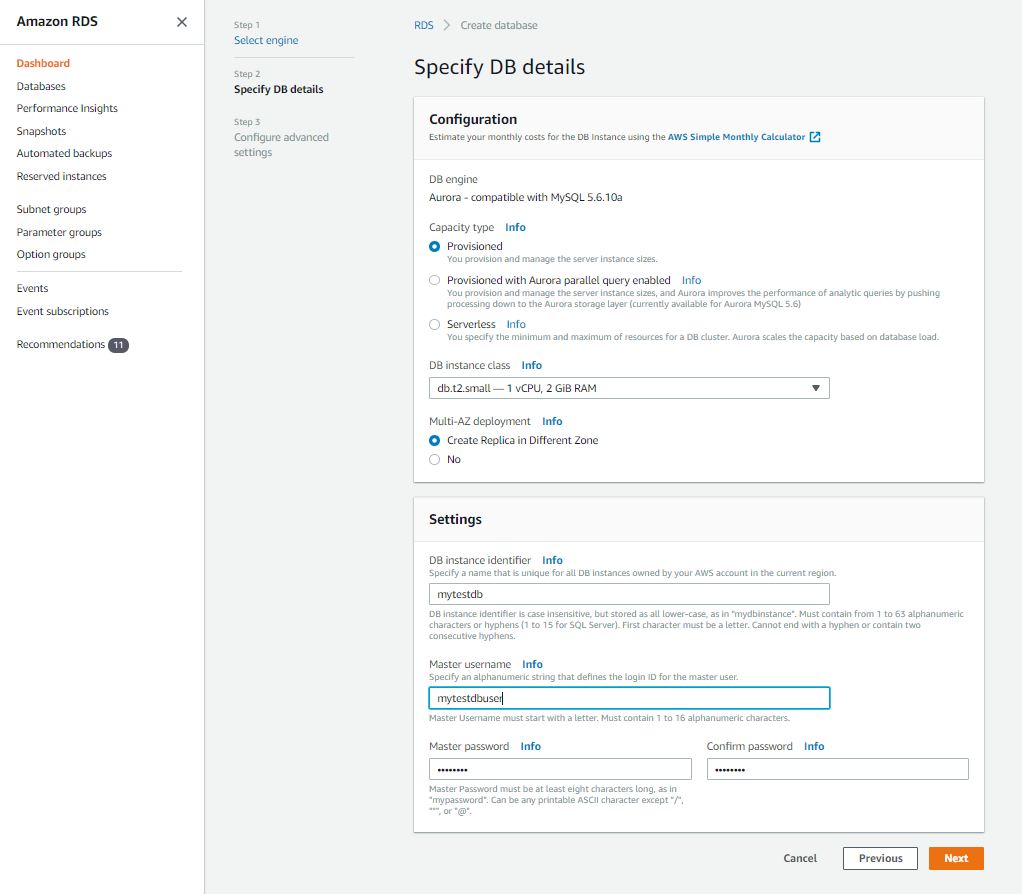 Amazon RDS
Dashboard
Databases
Performance Insights
Snapshots
Automated backups
Reserved instances
Subnet groups
Parameter groups
Option groups
Events
Event subscriptions
Recommendations 11
Step 1
Select engine
Step 2
Specify DB details
Step 3
Configure advanced
settings
RDS > Create database
Specify DB details
Configuration
Estimate your monthly costs for the DB Instance using the AWS Simple Monthly Calculator
DB engine
Aurora - compatible with MySQL 5.6.10a
Capacity type Info
Provisioned
You provision and manage the server instance sizes.
Provisioned with Aurora parallel query enabled Info
You provision and manage the server instance sizes, and Aurora improves the performance of analytic queries by pushing
processing down to the Aurora storage layer (currently available for Aurora MySQL 5.6)
Serverless Info
You specify the minimum and maximum of resources for a DB cluster. Aurora scales the capacity based on database load.
DB instance class Info
db.t2.small — 1 vCPU, 2 GiB RAM
Multi-AZ deployment Info
Create Replica in Different Zone
No
Settings
DB instance identifier Info
Specify a name that is unique for all DB instances owned by your AWS account in the current region.
mytestdb
DB instance identifier is case insensitive, but stored as all lower-case, as in "mydbinstance". Must contain from 1 to 63 alphanumeric
characters or hyphens (1 to 15 for SQL Server). First character must be a letter. Cannot end with a hyphen or contain two
consecutive hyphens.
Master username Info
Specify an alphanumeric string that defines the login ID for the master user.
mytestdbuser
Master Username must start with a letter. Must contain 1 to 16 alphanumeric characters.
Master password Info
Confirm password Info
••••••••
••••••••
Master Password must be at least eight characters long, as in
"mypassword". Can be any printable ASCII character except "/",
""", or "@".
Cancel
Previous
Next